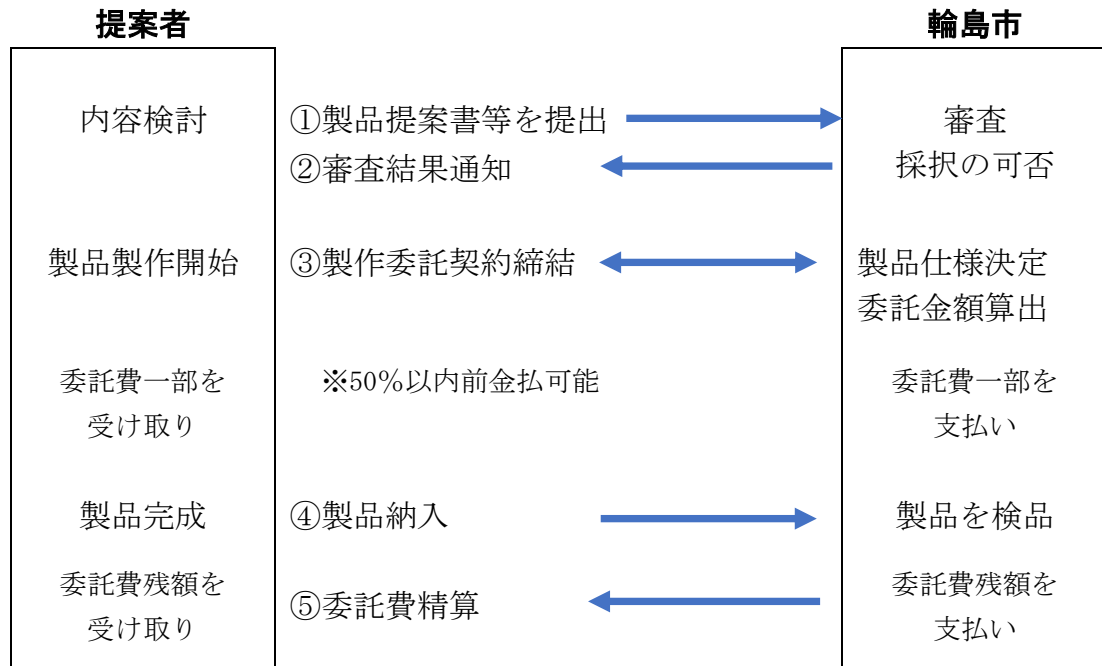 提案者
輪島市
内容検討
①製品提案書等を提出
審査
②審査結果通知
採択の可否
製品製作開始
③製作委託契約締結
製品仕様決定
委託金額算出
委託費一部を
受け取り
※50%以内前金払可能
委託費一部を
支払い
製品完成
④製品納入
製品を検品
委託費残額を
受け取り
⑤委託費精算
委託費残額を
支払い